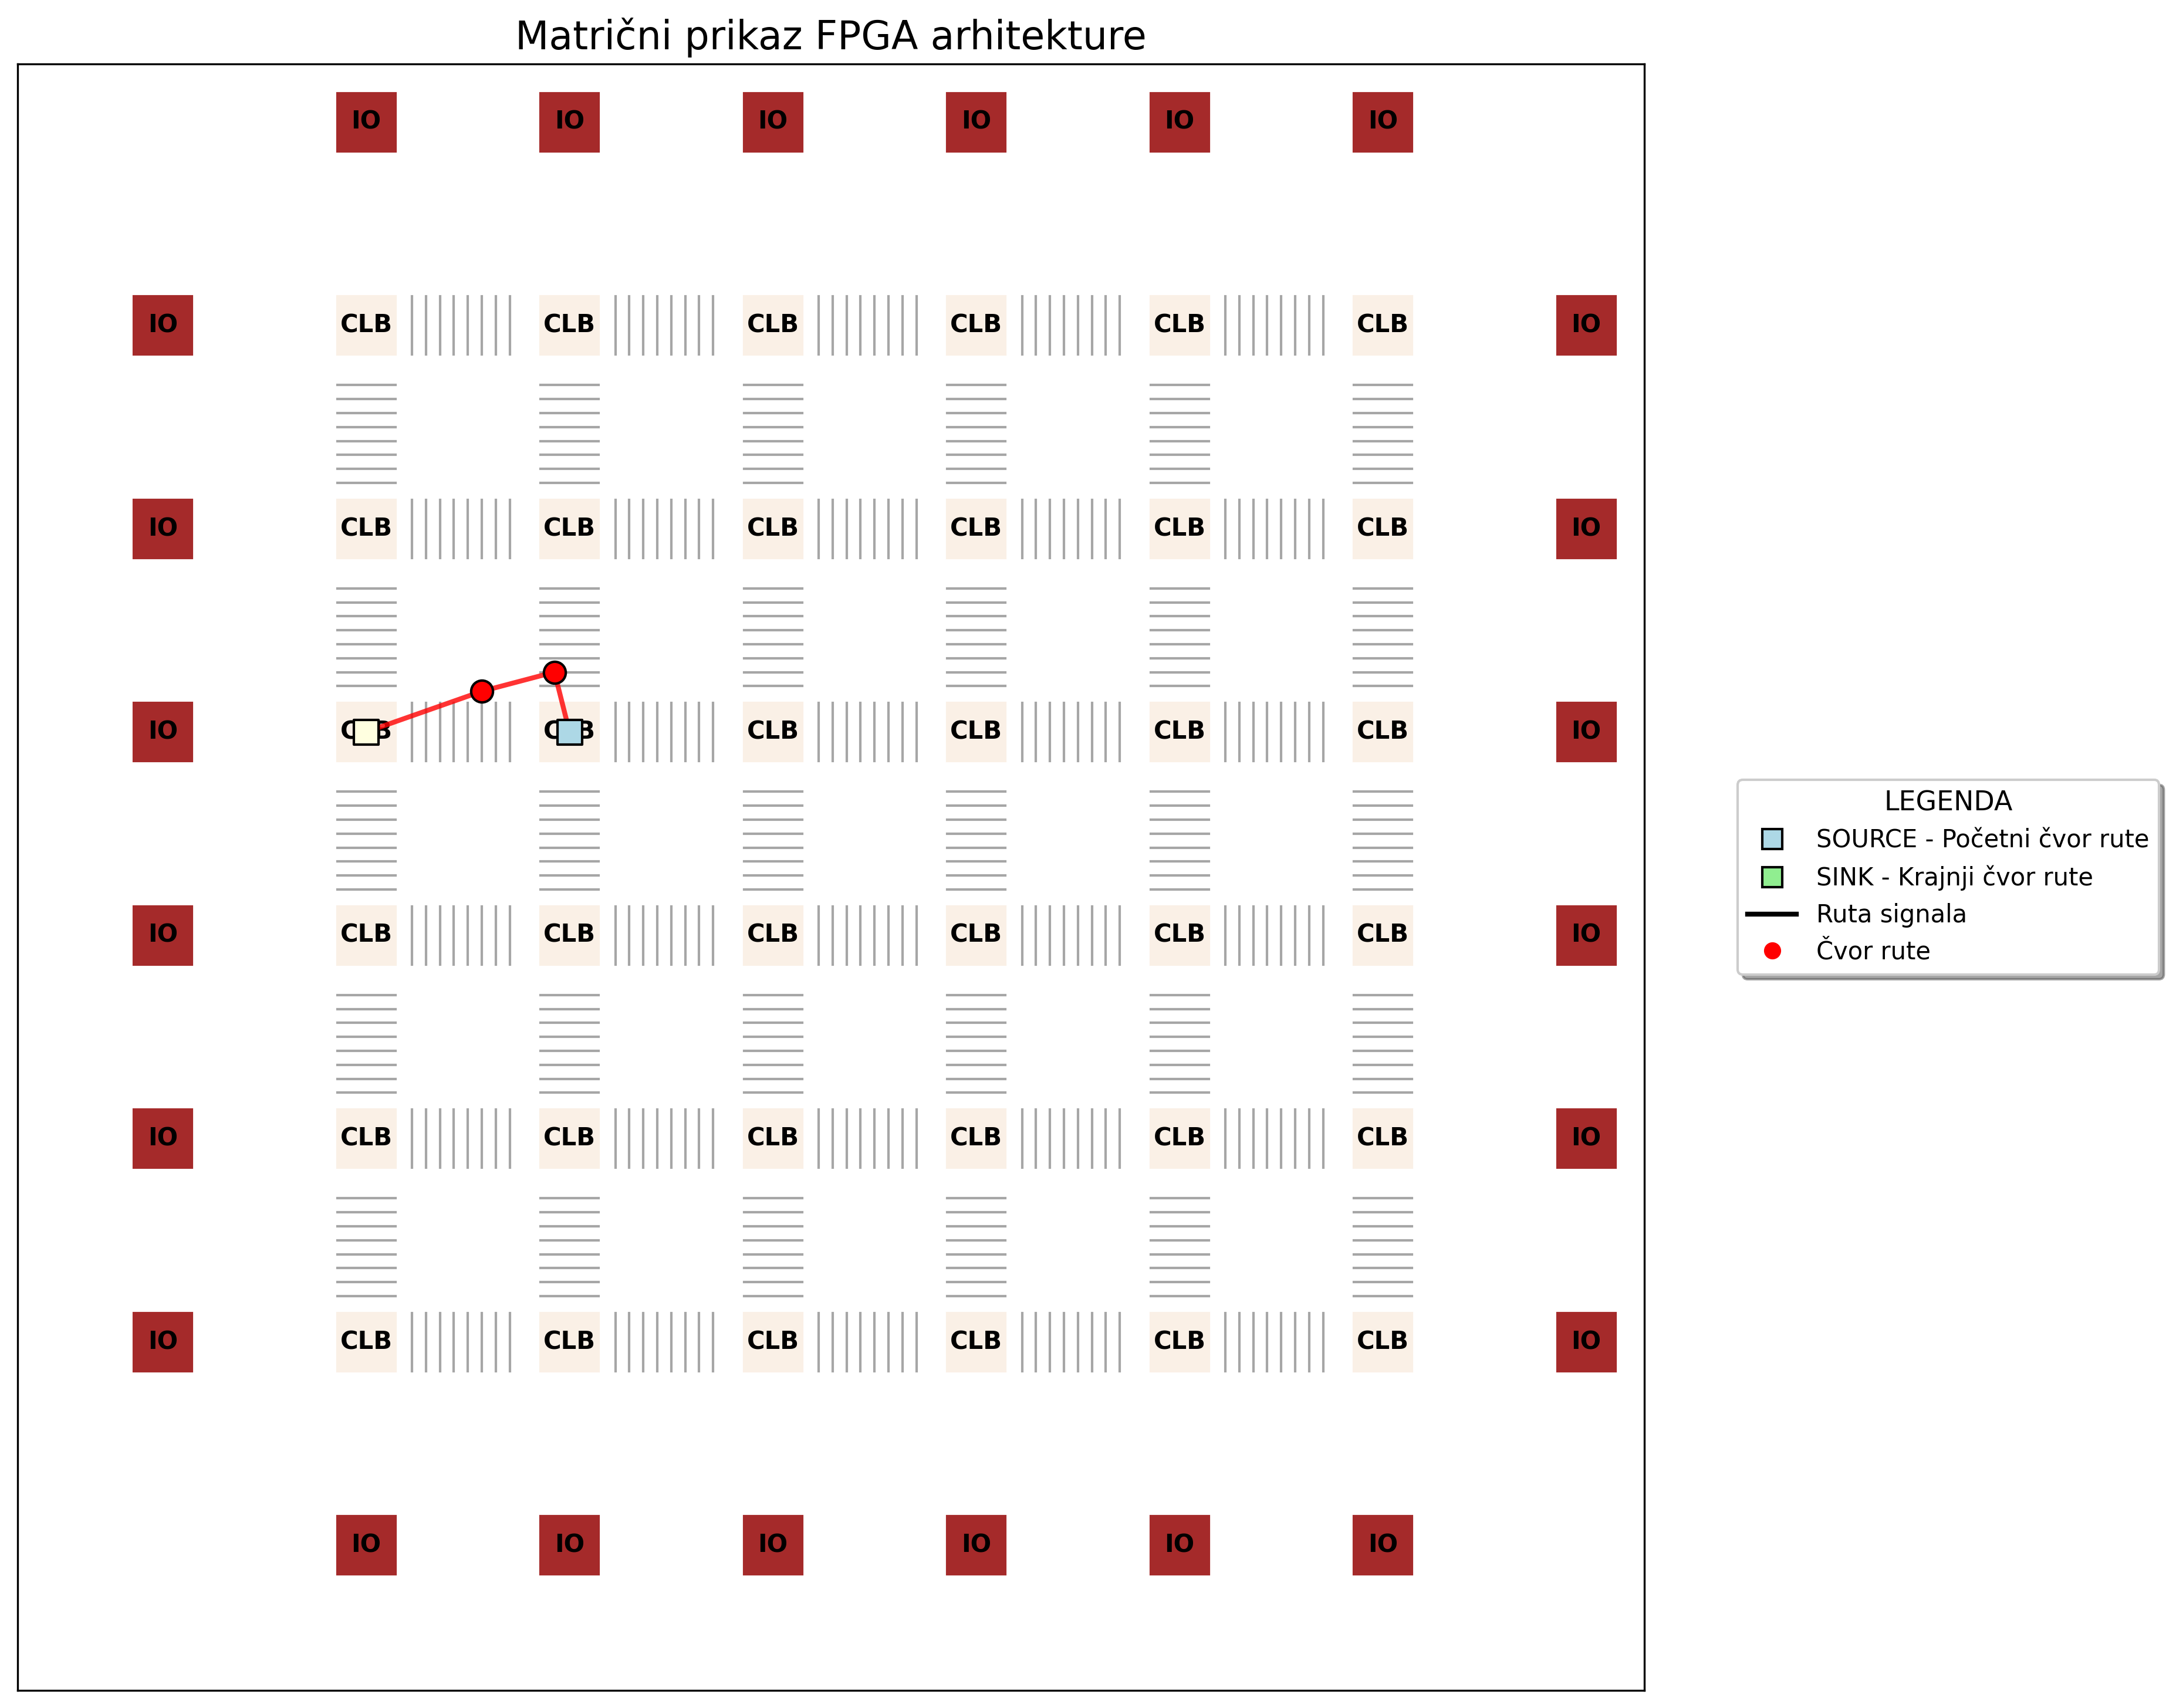 Matrični prikaz FPGA arhitekture
IO IO IO IO IO IO
IO CLB CLB CLB CLB CLB CLB IO
IO CLB CLB CLB CLB CLB CLB IO
IO CLB CLB CLB CLB IO
IO CLB CLB CLB CLB CLB CLB IO
IO CLB CLB CLB CLB CLB CLB IO
IO CLB CLB CLB CLB CLB CLB IO
IO IO IO IO IO IO
LEGENDA
SOURCE - Početni čvor rute
SINK - Krajnji čvor rute
Ruta signala
Čvor rute